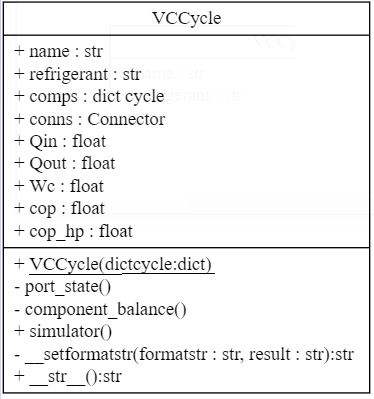 VCCycle
+ name : str
+ refrigerant : str
+ comps : dict cycle
+ conns : Connector
+ Qin : float
+ Qout : float
+ Wc : float
+ cop : float
+ cop_hp : float
+ VCCycle(dictcycle:dict)
- port_state()
- component_balance()
+ simulator()
- __setformatstr(formatstr : str, result : str):str
+ __str__():str